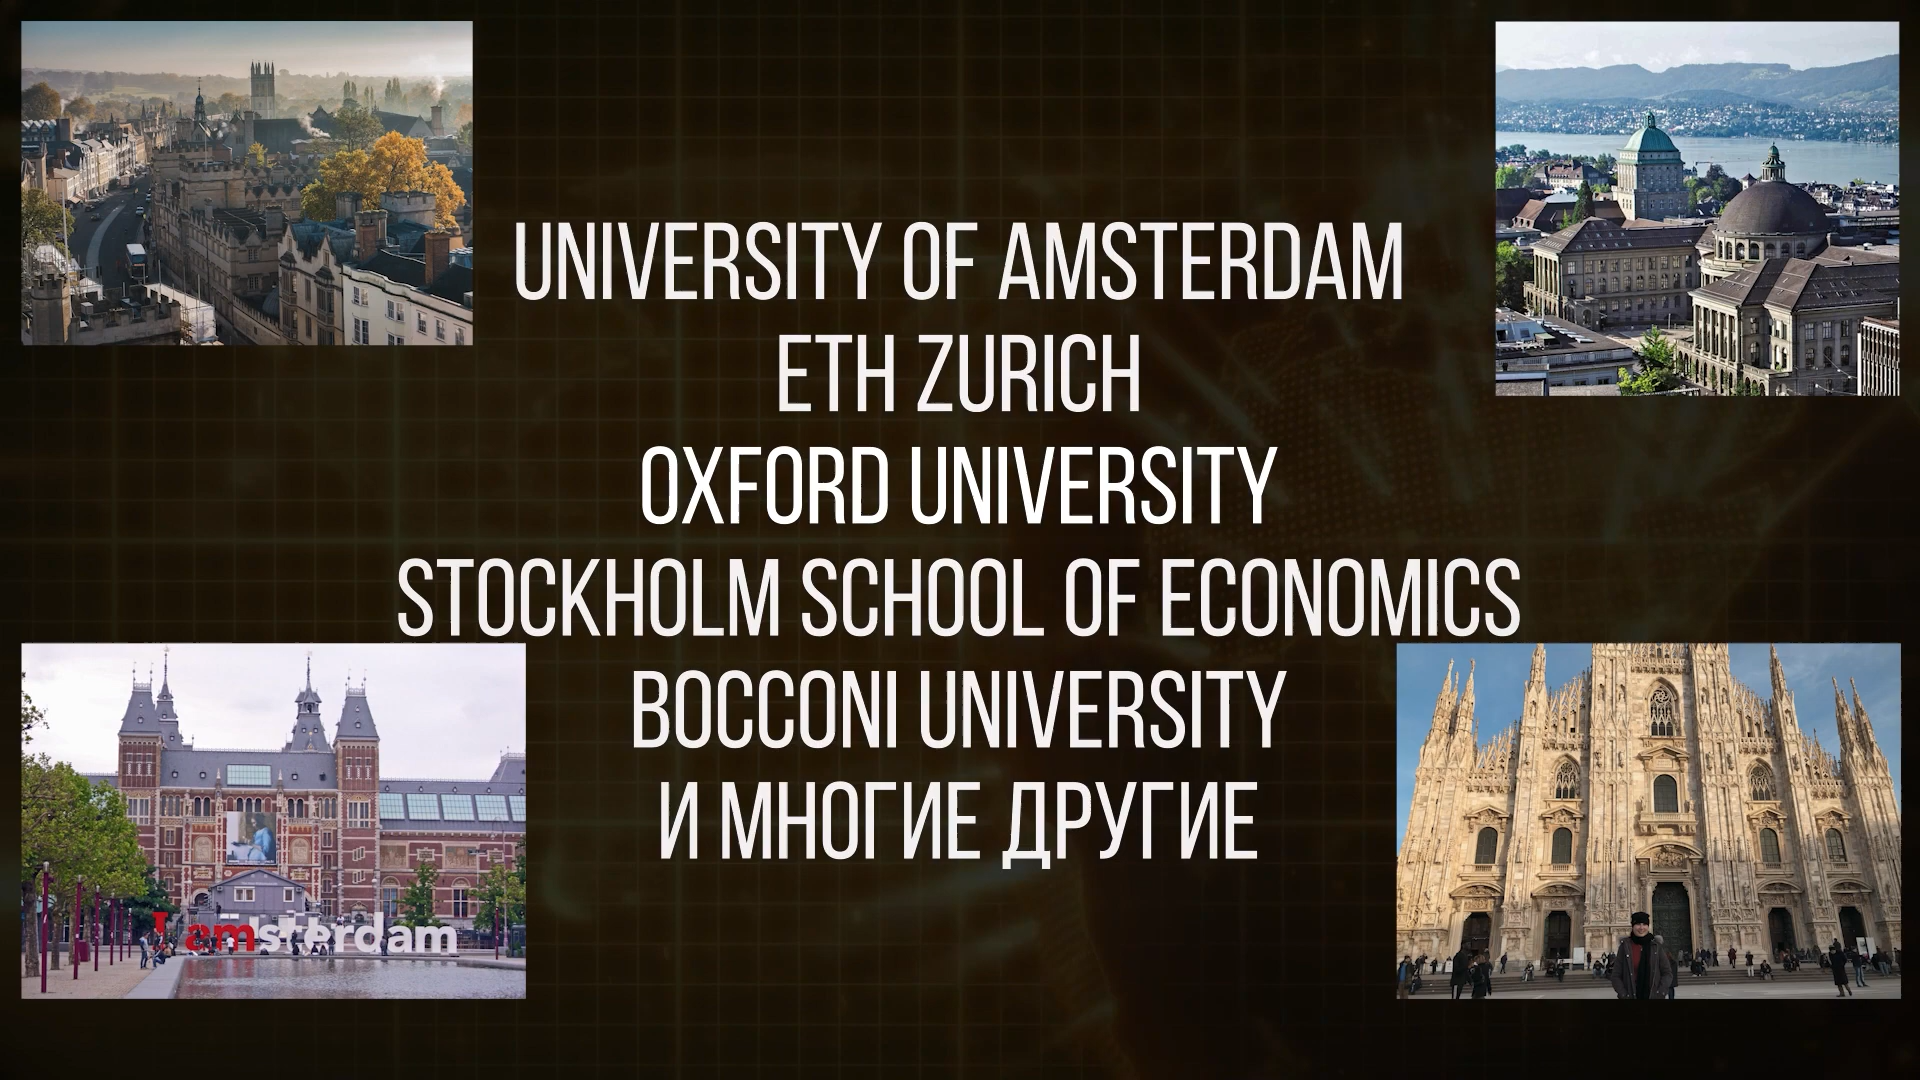 UNIVERSITY OF AMSTERDAM
ETH ZURICH
OXFORD UNIVERSITY
STOCKHOLM SCHOOL OF ECONOMICS
BOCCONI UNIVERSITY
И МНОГИЕ ДРУГИЕ
I amsterdam